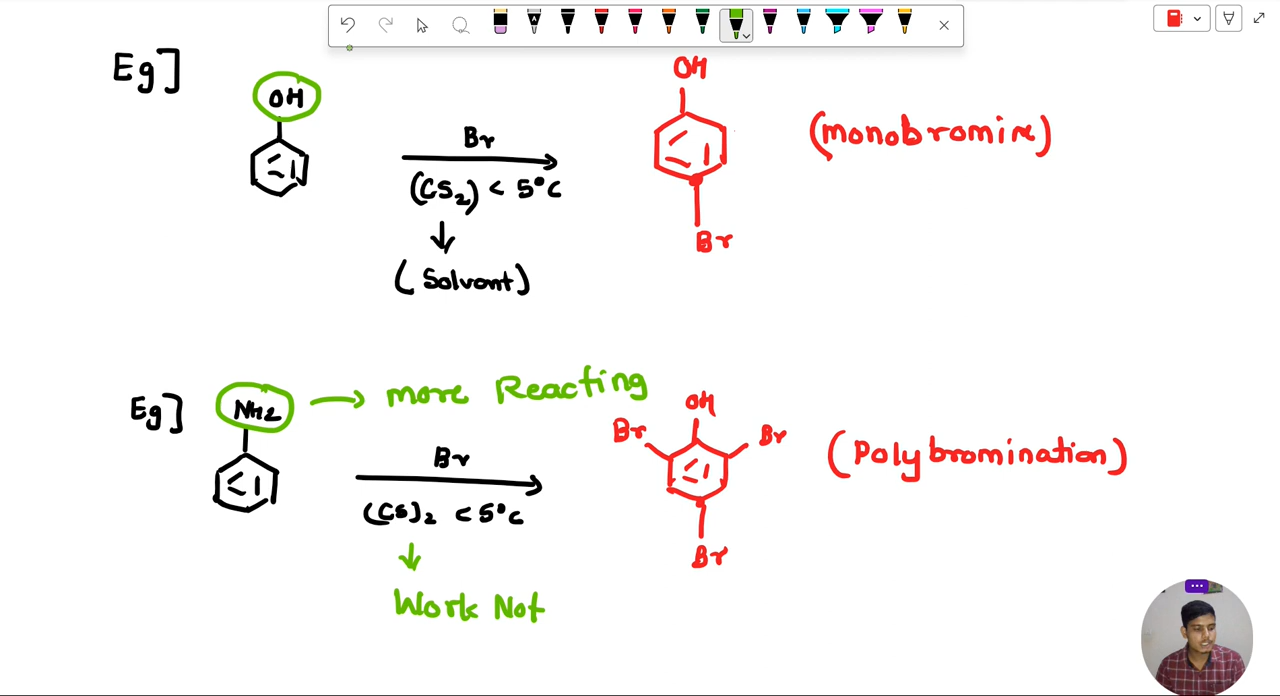 Eg]
OH
Br
(CS2) < 5°C
(Solvant)
OH
Br
(monobromine)
Eg]
NH2
more Reacting
Br
(CS)2 < 5°C
Work Not
OH
Br
Br
Br
(Polybromination)